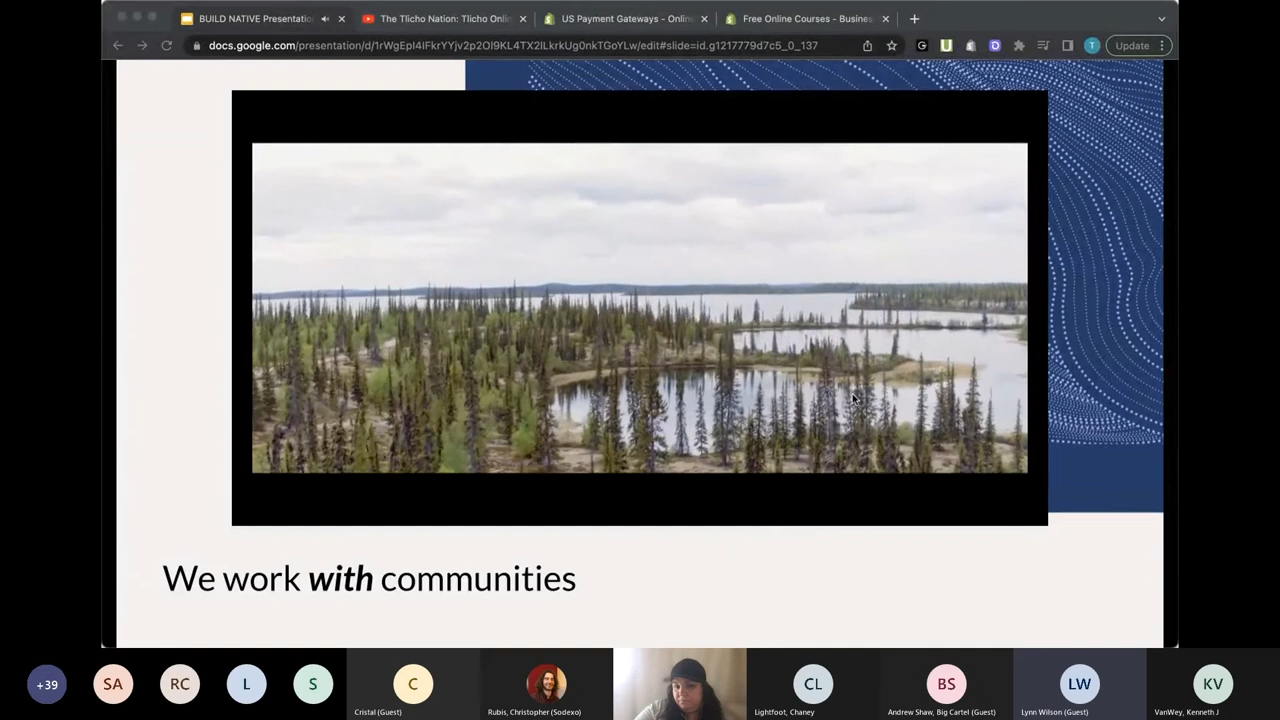 BUILD NATIVE Presentatio
The Tlicho Nation: Tlicho Onli
US Payment Gateways - Onlin
Free Online Courses - Busines
docs.google.com/presentation/d/1rWgEpI4IFkrYYjv2p2Ol9KL4TX2ILkrkUg0nkTGoYLw/edit#slide=id.g1217779d7c5_0_137
G
U
D
T
Update
We work with communities
+39
SA
RC
L
S
C
CL
BS
LW
KV
Cristal (Guest)
Rubis, Christopher (Sodexo)
Lightfoot, Chaney
Andrew Shaw, Big Cartel (Guest)
Lynn Wilson (Guest)
VanWey, Kenneth J